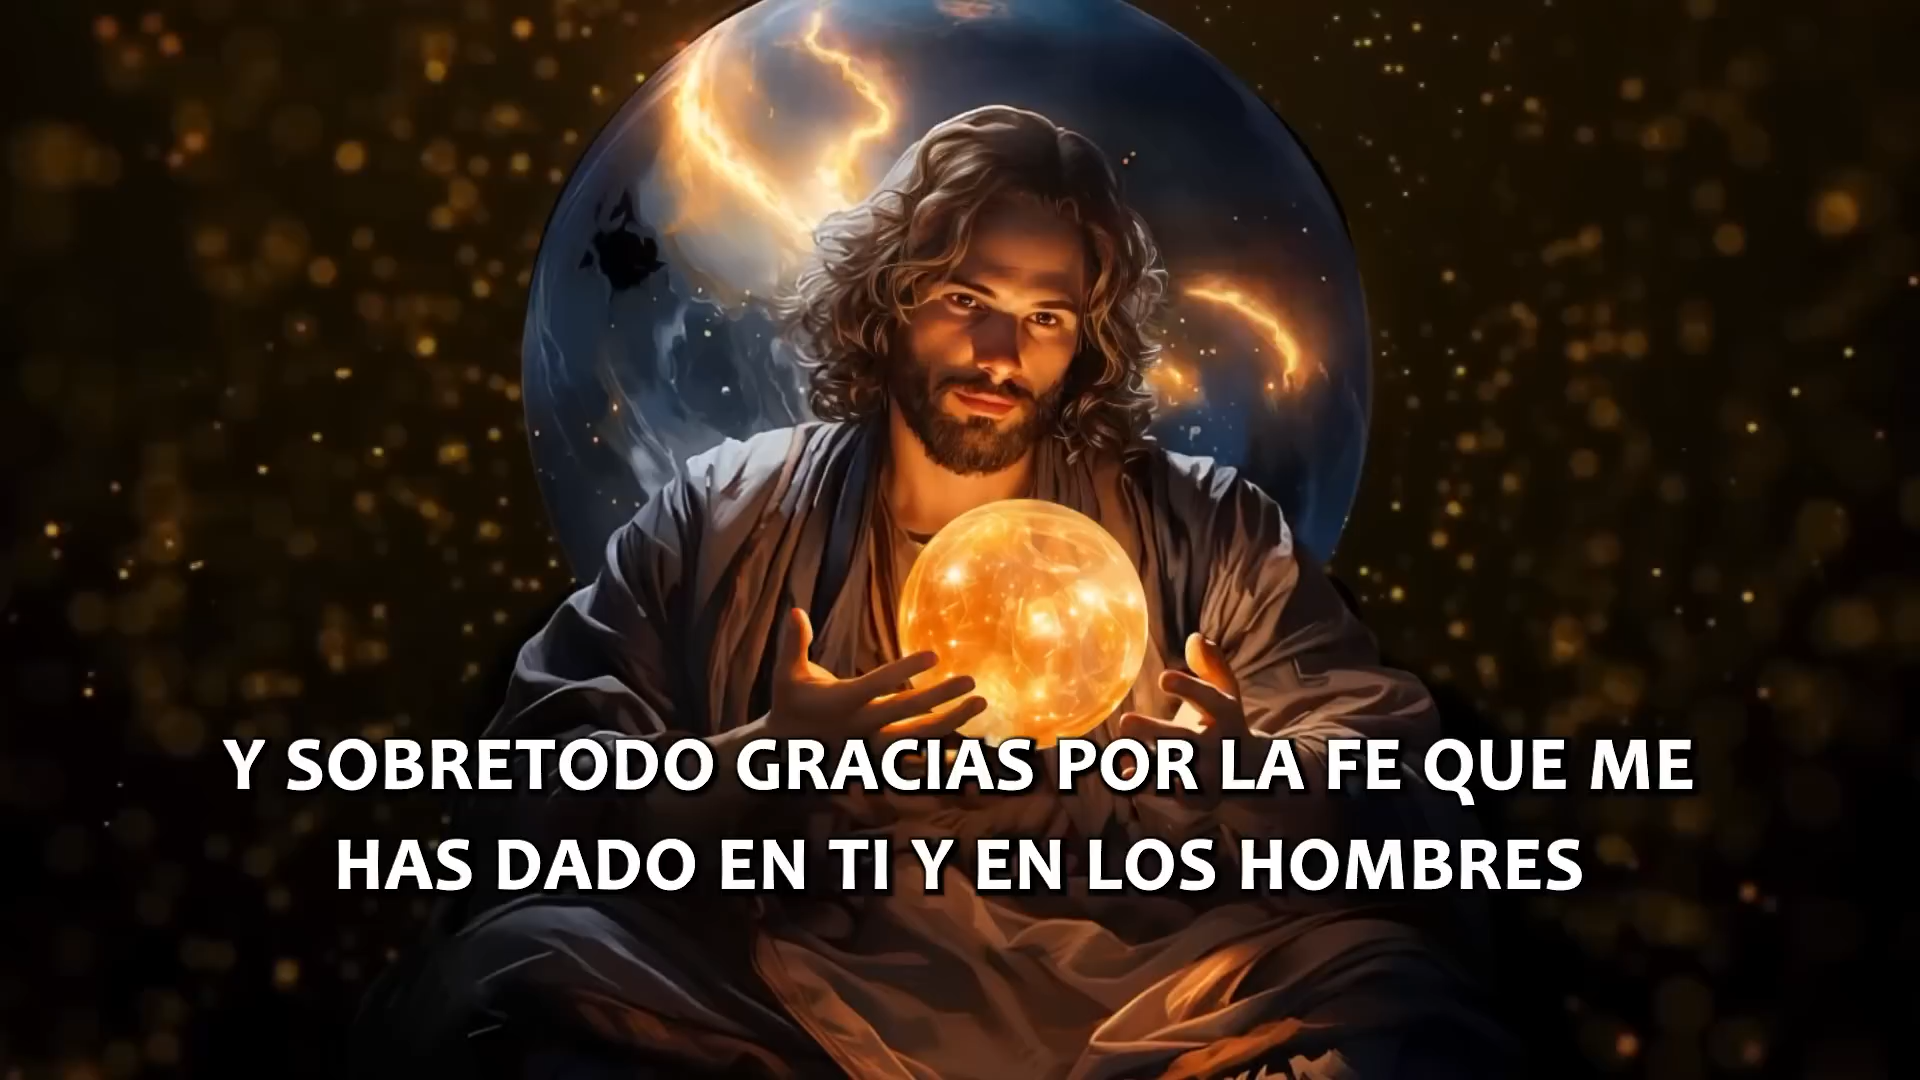 Y SOBRETODO GRACIAS POR LA FE QUE ME
HAS DADO EN TI Y EN LOS HOMBRES